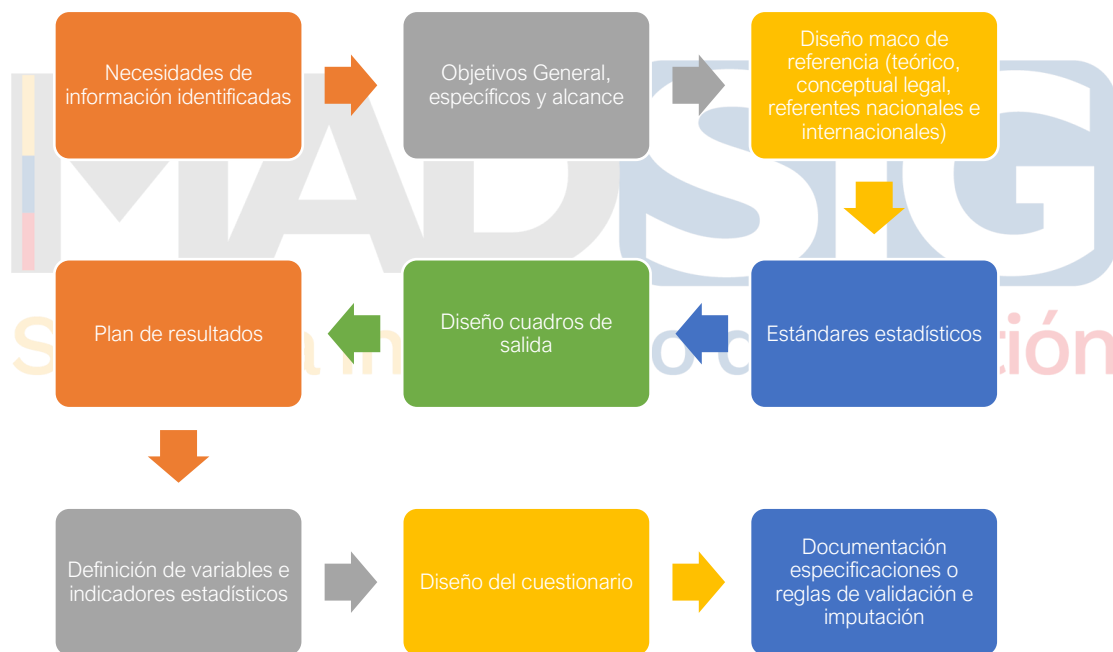 Necesidades de
información identificadas
Objetivos General,
específicos y alcance
Diseño maco de
referencia (teórico,
conceptual legal,
referentes nacionales e
internacionales)
MADSIG
Estándares estadísticos
Diseño cuadros de
salida
Plan de resultados
Definición de variables e
indicadores estadísticos
Diseño del cuestionario
Documentación
especificaciones o
reglas de validación e
imputación